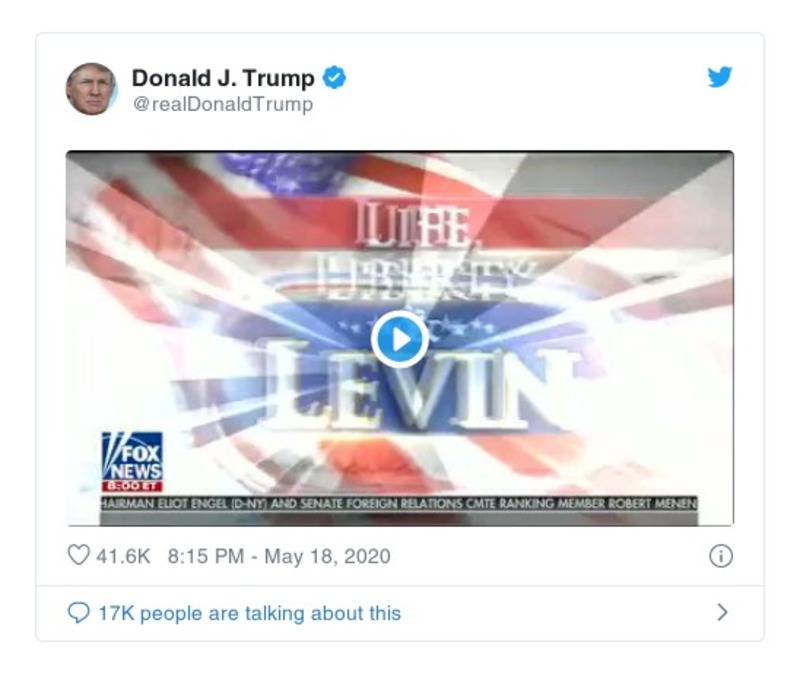 Donald J. Trump
@realDonaldTrump
LIFE,
LIBERTY
&
LEVIN
FOX
NEWS
8:00 ET
HAIRMAN ELIOT ENGEL (D-NY) AND SENATE FOREIGN RELATIONS CMTE RANKING MEMBER ROBERT MENEN
41.6K 8:15 PM - May 18, 2020
17K people are talking about this